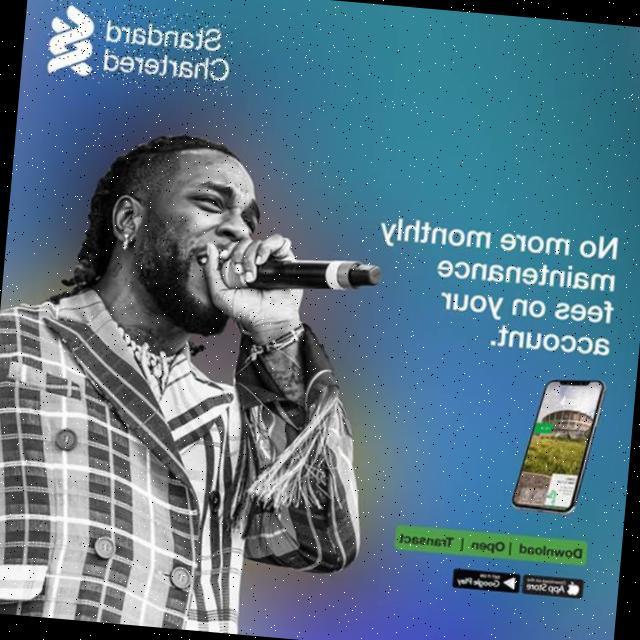 Standard
Chartered
No more monthly
maintenance
fees on your
account.
Download | Open | Transact
App Store
Google Play